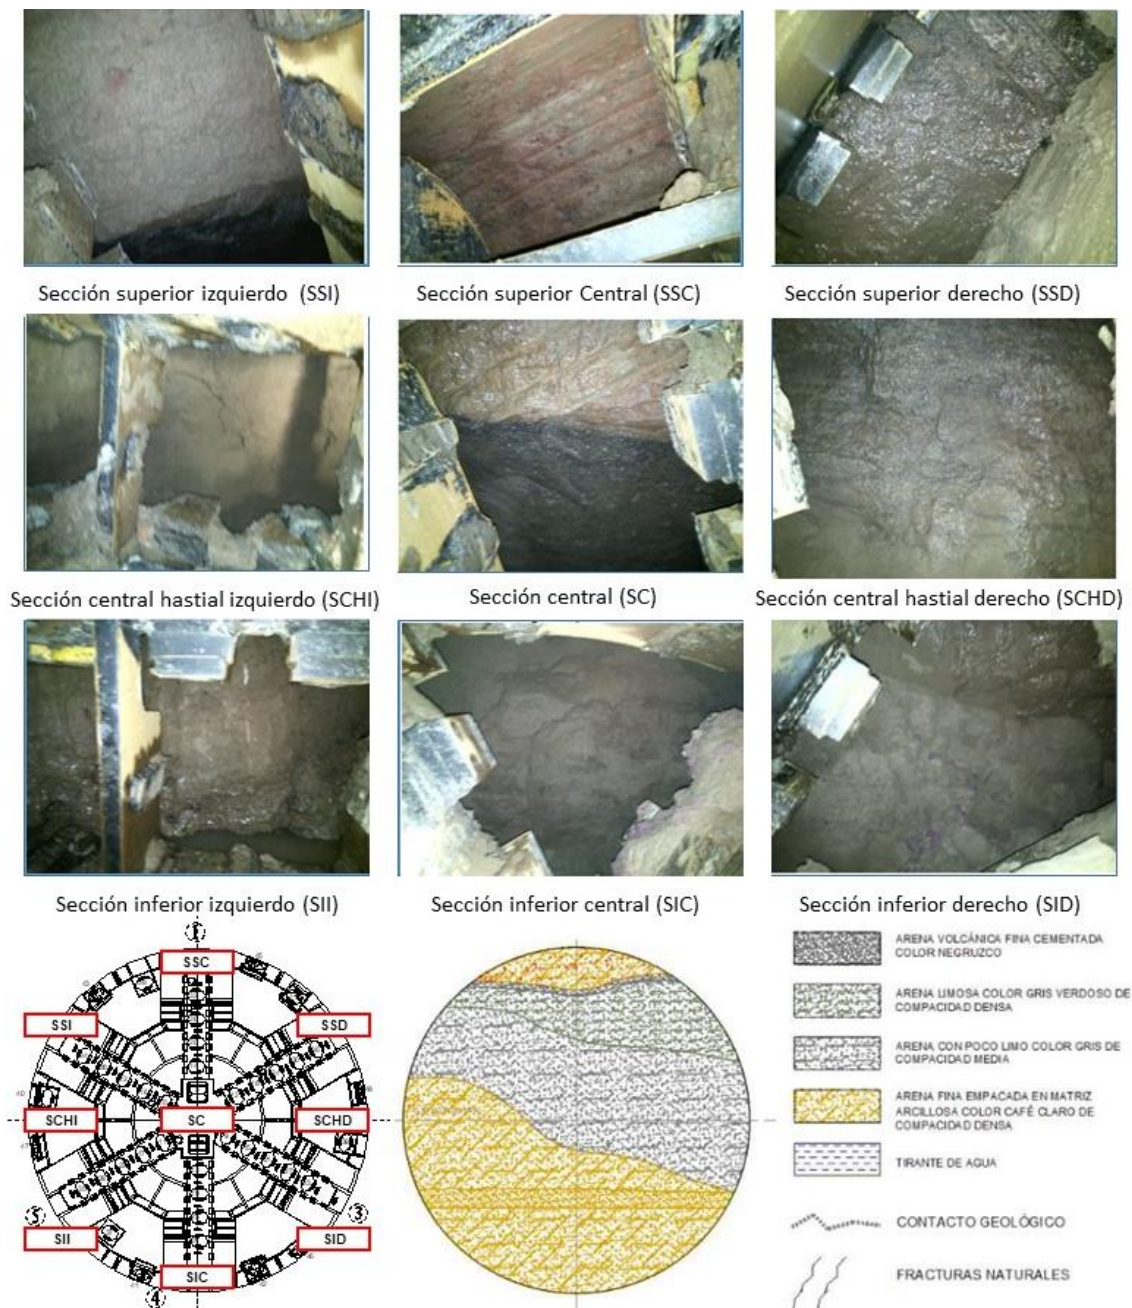 Sección superior izquierdo (SSI)
Sección superior Central (SSC)
Sección superior derecho (SSD)
Sección central hastial izquierdo (SCHI)
Sección central (SC)
Sección central hastial derecho (SCHD)
Sección inferior izquierdo (SII)
Sección inferior central (SIC)
Sección inferior derecho (SID)
1
SSC
SSI
SSD
SCHI
SC
SCHD
5
3
SII
SID
SIC
4
ARENA VOLCÁNICA FINA CEMENTADA
COLOR NEGRUZCO
ARENA LIMOSA COLOR GRIS VERDOSO DE
COMPACIDAD DENSA
ARENA CON POCO LIMO COLOR GRIS DE
COMPACIDAD MEDIA
ARENA FINA EMPACADA EN MATRIZ
ARCILLOSA COLOR CAFÉ CLARO DE
COMPACIDAD DENSA
TIRANTE DE AGUA
CONTACTO GEOLÓGICO
FRACTURAS NATURALES